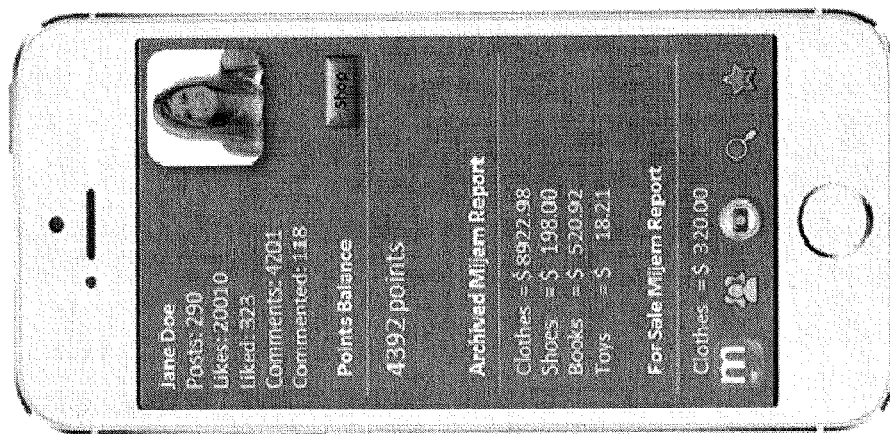 Jane Doe
Posts: 290
Likes: 20010
Liked: 323
Comments: 4201
Commented: 118
Points Balance
Shop
4392 points
Archived Mijem Report
Clothes = $ 8922.98
Shoes = $ 198.00
Books = $ 520.92
Toys = $ 18.21
For Sale Mijem Report
Clothes = $ 320.00
m